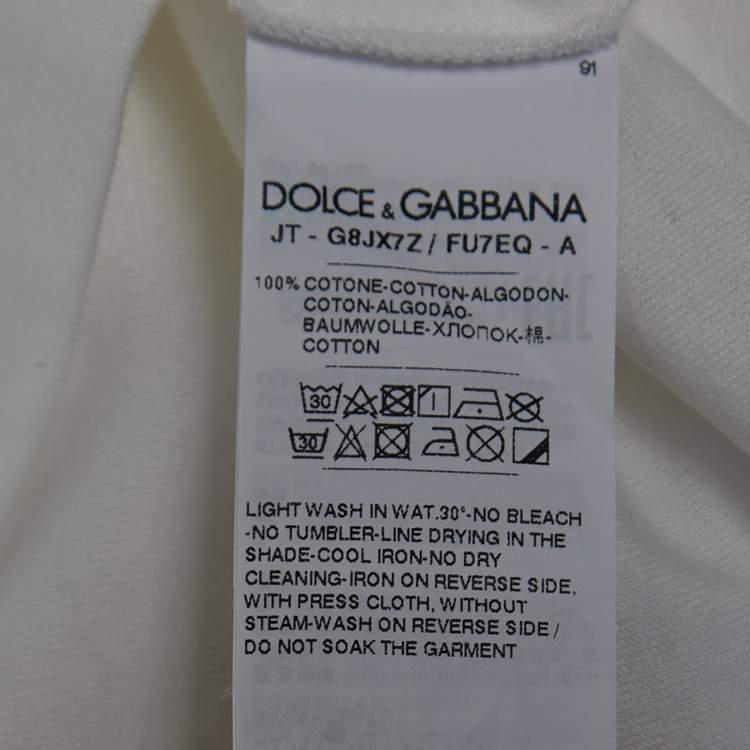 91
DOLCE & GABBANA
JT - G8JX7Z / FU7EQ - A
100% COTONE-COTTON-ALGODON-
COTON-ALGODÃO-
BAUMWOLLE-ХЛОПОК-棉-
COTTON
30
30
LIGHT WASH IN WAT.30°-NO BLEACH
-NO TUMBLER-LINE DRYING IN THE
SHADE-COOL IRON-NO DRY
CLEANING-IRON ON REVERSE SIDE,
WITH PRESS CLOTH, WITHOUT
STEAM-WASH ON REVERSE SIDE /
DO NOT SOAK THE GARMENT